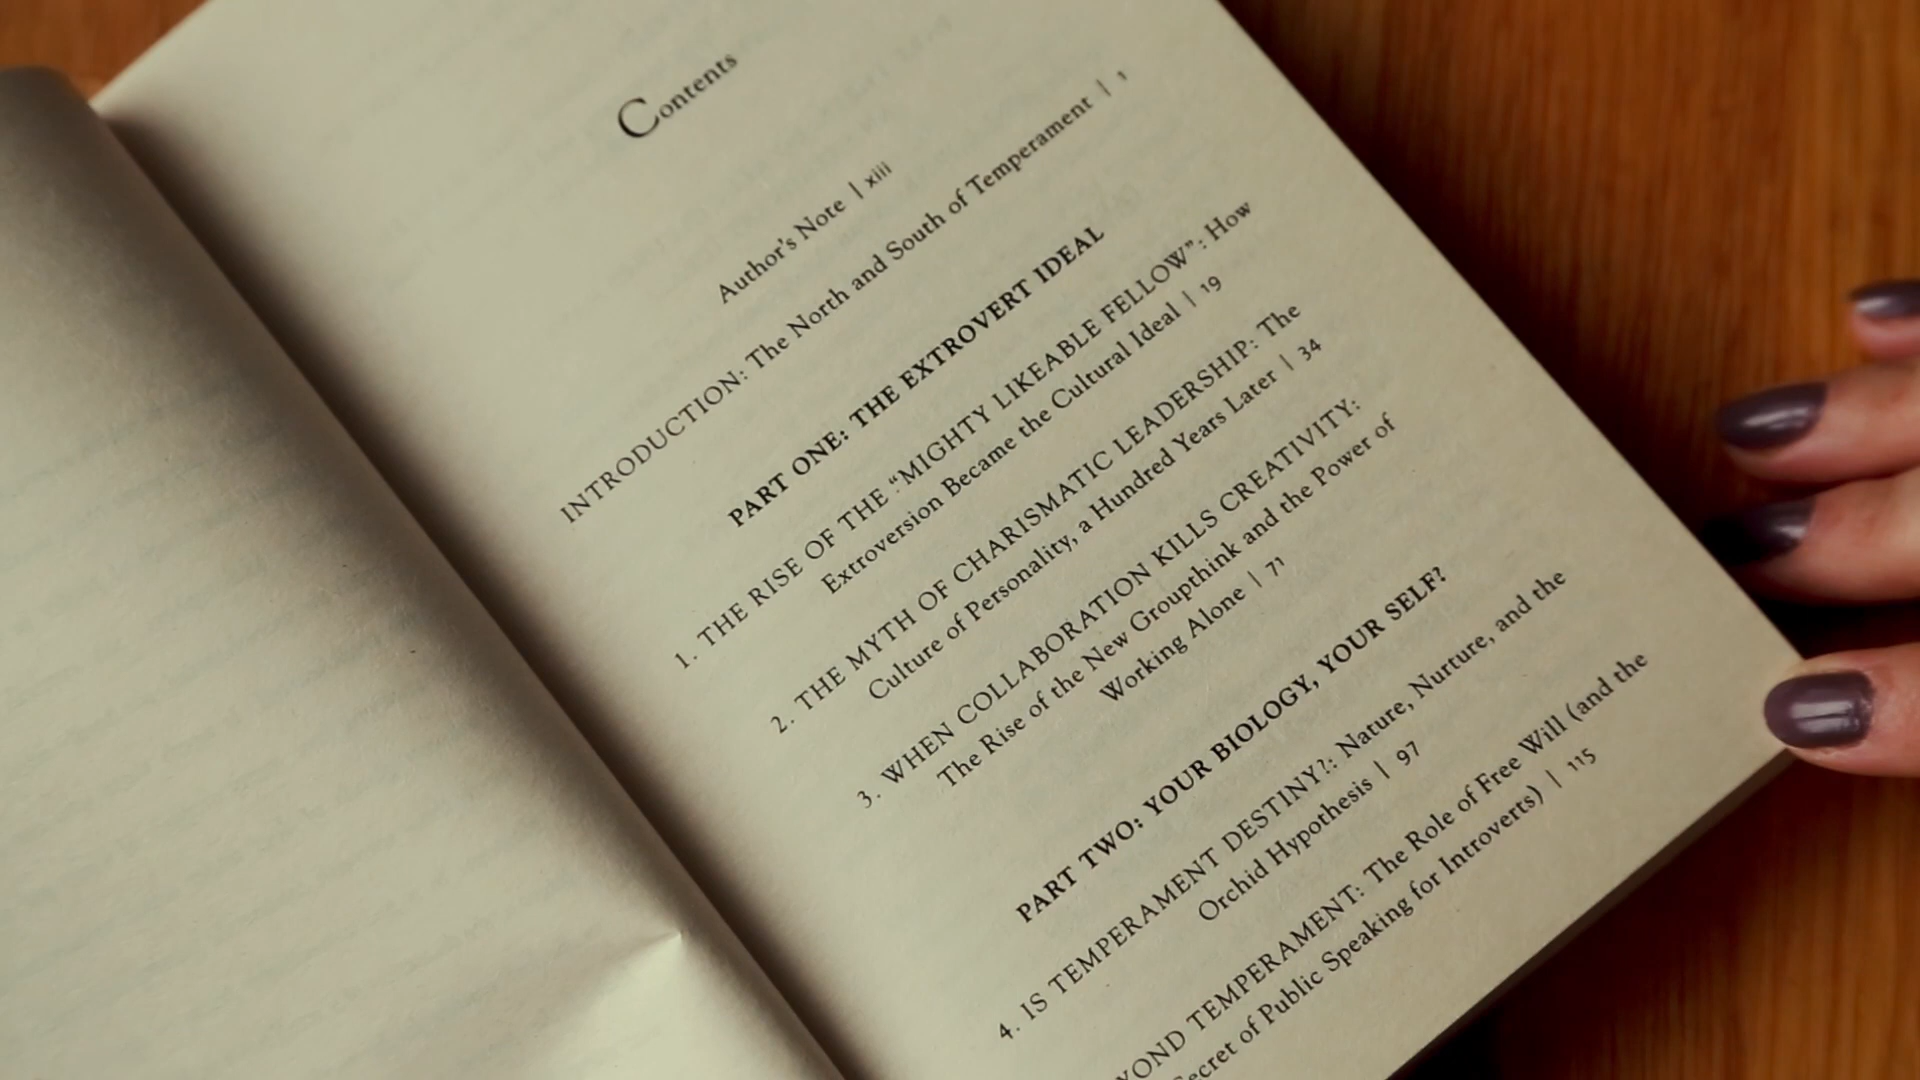 Contents
Author's Note | xiii
INTRODUCTION: The North and South of Temperament | 1
PART ONE: THE EXTROVERT IDEAL
1. THE RISE OF THE “MIGHTY LIKEABLE FELLOW”: How
Extroversion Became the Cultural Ideal | 19
2. THE MYTH OF CHARISMATIC LEADERSHIP: The
Culture of Personality, a Hundred Years Later | 34
3. WHEN COLLABORATION KILLS CREATIVITY:
The Rise of the New Groupthink and the Power of
Working Alone | 71
PART TWO: YOUR BIOLOGY, YOUR SELF?
4. IS TEMPERAMENT DESTINY?: Nature, Nurture, and the
Orchid Hypothesis | 97
YOND TEMPERAMENT: The Role of Free Will (and the
ecret of Public Speaking for Introverts) | 115